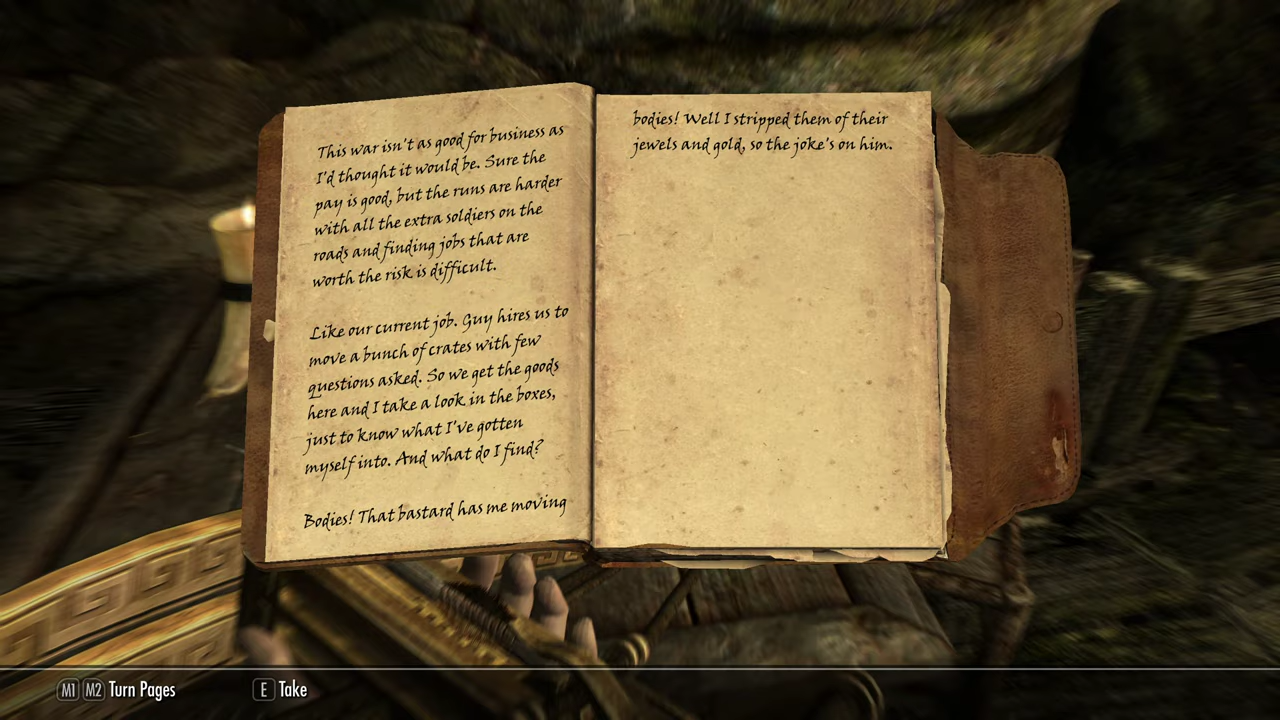 This war isn't as good for business as
I'd thought it would be. Sure the
pay is good, but the runs are harder
with all the extra soldiers on the
roads and finding jobs that are
worth the risk is difficult.
Like our current job. Guy hires us to
move a bunch of crates with few
questions asked. So we get the goods
here and I take a look in the boxes,
just to know what I've gotten
myself into. And what do I find?
Bodies! That bastard has me moving
bodies! Well I stripped them of their
jewels and gold, so the joke's on him.
M1 M2 Turn Pages
E Take